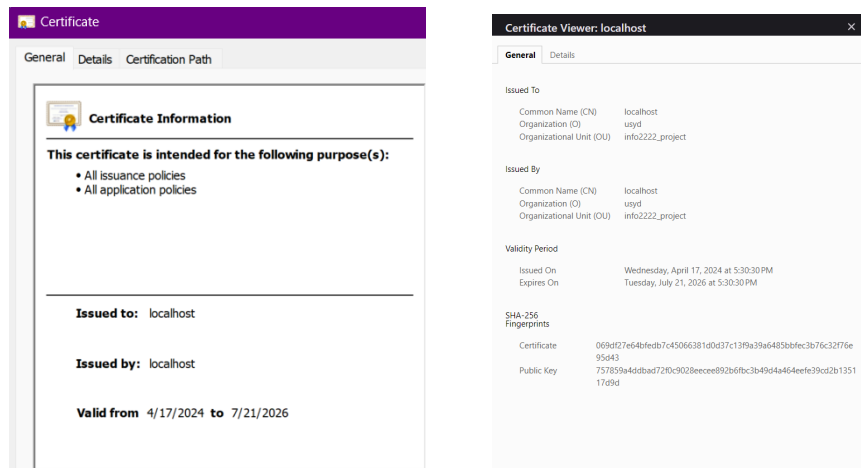 Certificate
General Details Certification Path
Certificate Information
This certificate is intended for the following purpose(s):
• All issuance policies
• All application policies
Issued to: localhost
Issued by: localhost
Valid from 4/17/2024 to 7/21/2026
Certificate Viewer: localhost ×
General Details
Issued To
Common Name (CN) localhost
Organization (O) usyd
Organizational Unit (OU) info2222_project
Issued By
Common Name (CN) localhost
Organization (O) usyd
Organizational Unit (OU) info2222_project
Validity Period
Issued On Wednesday, April 17, 2024 at 5:30:30 PM
Expires On Tuesday, July 21, 2026 at 5:30:30 PM
SHA-256
Fingerprints
Certificate 069df27e64bfedb7c45066381d0d37c13f9a39a6485bbfec3b76c32f76e
95d43
Public Key 757859a4ddbad72f0c9028eecee892b6fbc3b49d4a464eefe39cd2b1351
17d9d